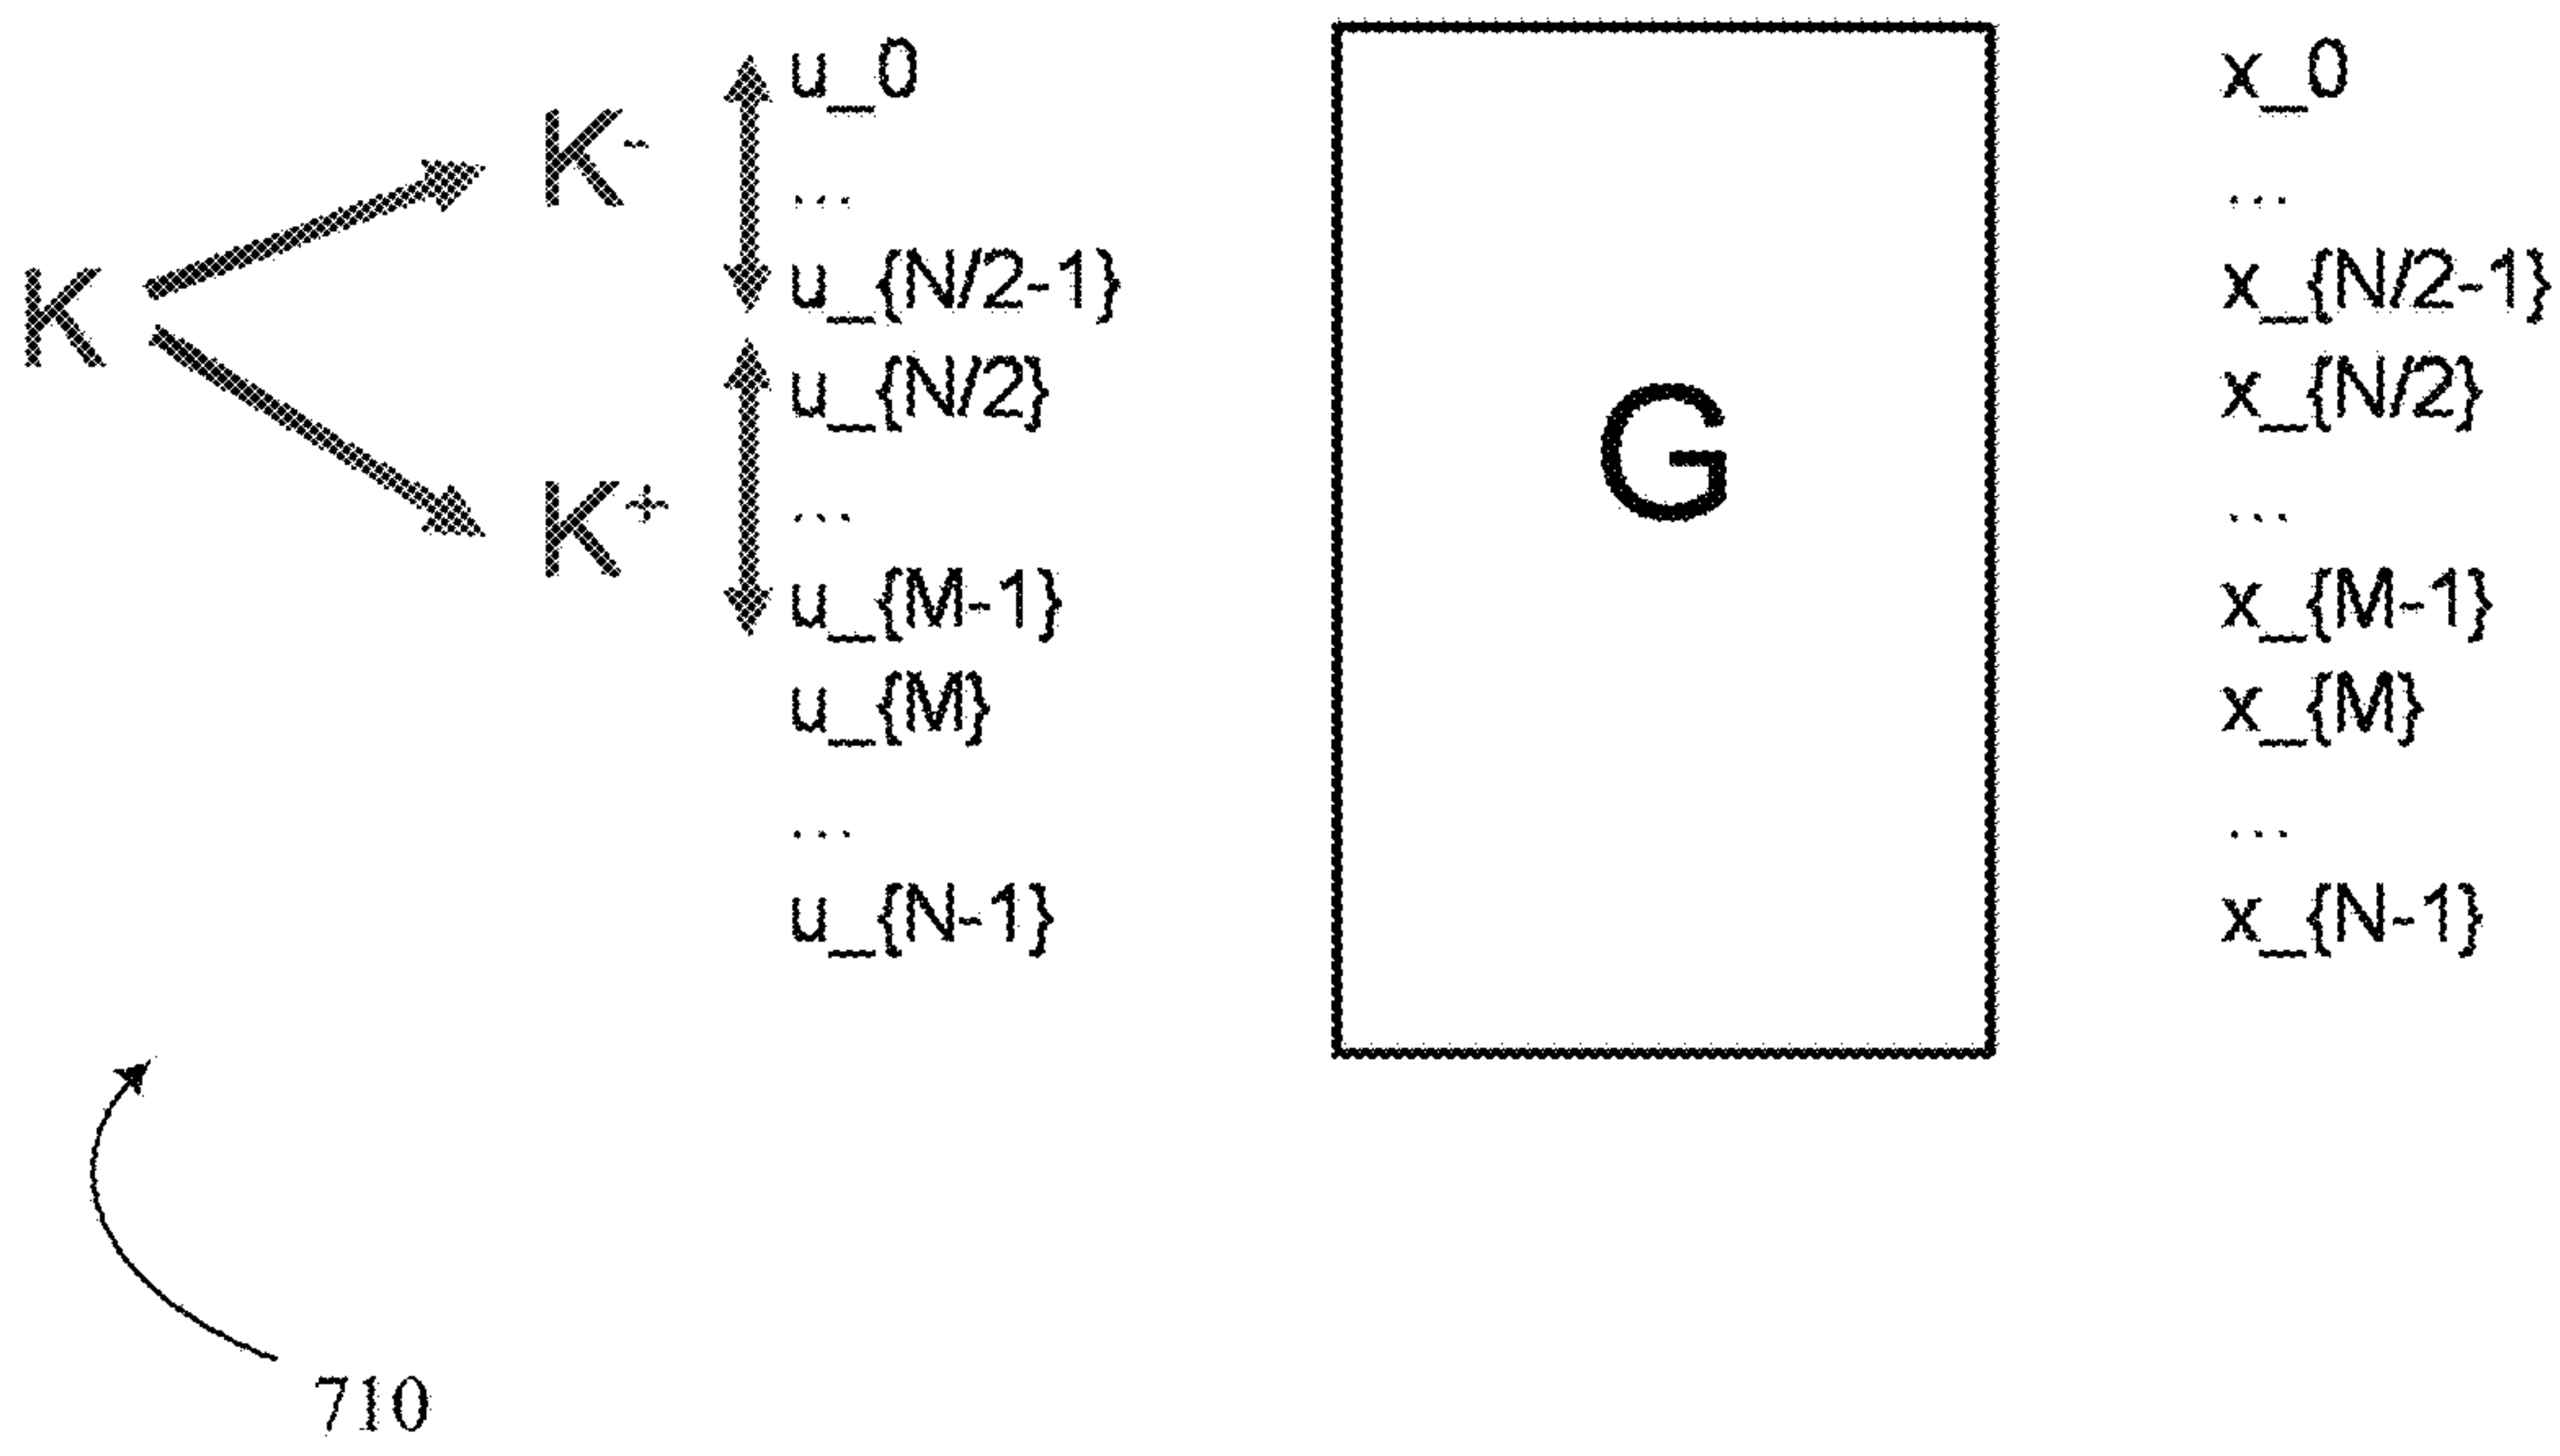 u_0 x_0
K⁻
... ...
u_{N/2-1} x_{N/2-1}
K
u_{N/2} x_{N/2}
G
K⁺
... ...
u_{M-1} x_{M-1}
u_{M} x_{M}
... ...
u_{N-1} x_{N-1}
710